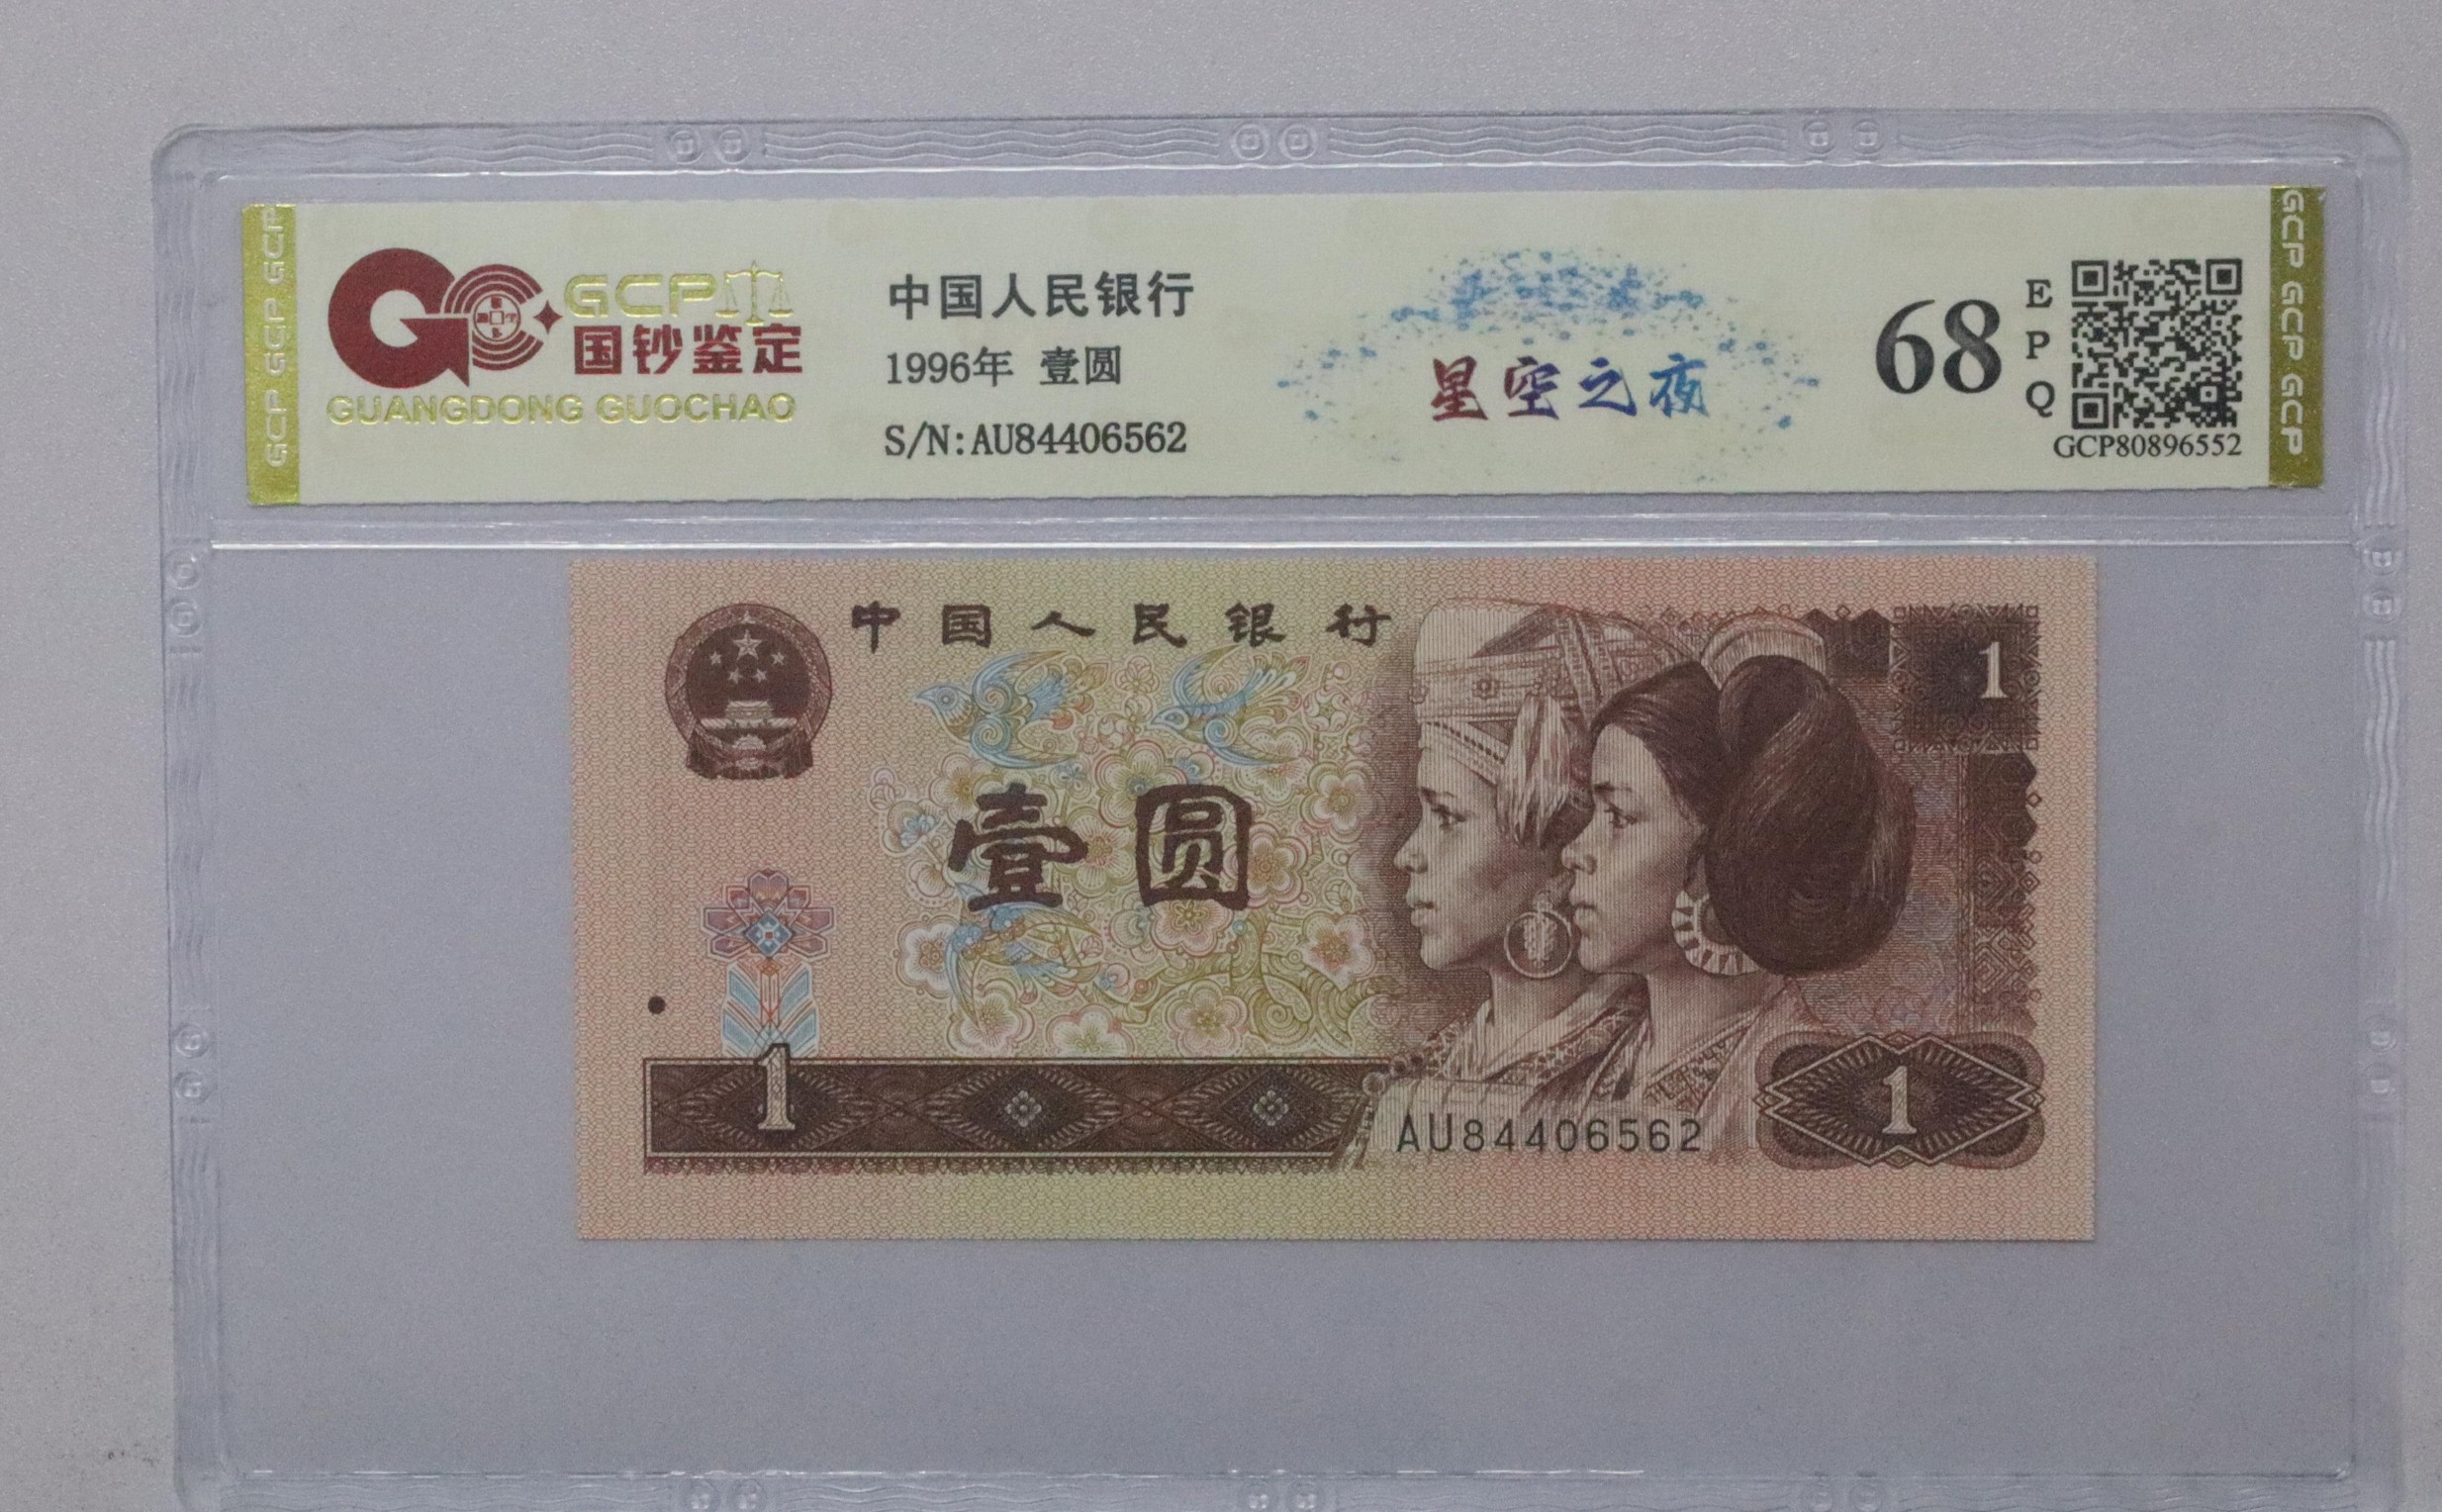 GCP GCP GCP
GCP
国钞鉴定
GUANGDONG GUOCHAO
中国人民银行
1996年 壹圆
S/N:AU84406562
星空之夜
68
EPQ
GCP80896552
GCP GCP GCP
中国人民银行
1
壹圆
1
AU84406562
1